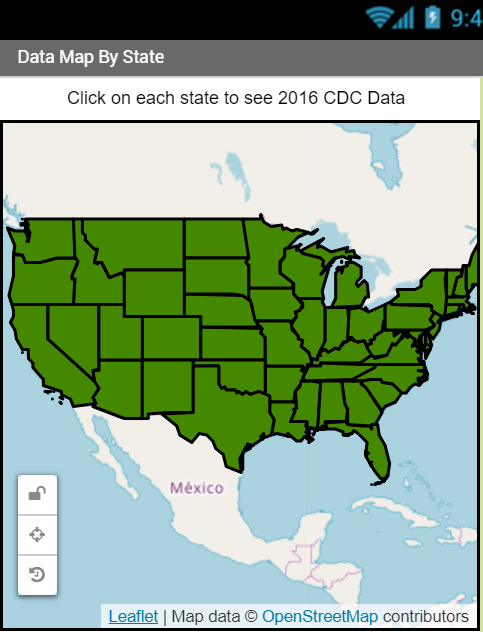 9:4
Data Map By State
Click on each state to see 2016 CDC Data
México
Leaflet | Map data © OpenStreetMap contributors